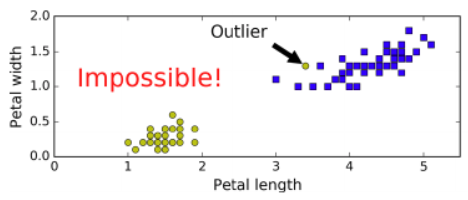 Outlier
Impossible!
Petal width
2.0
1.5
1.0
0.5
0.0
0 1 2 3 4 5
Petal length